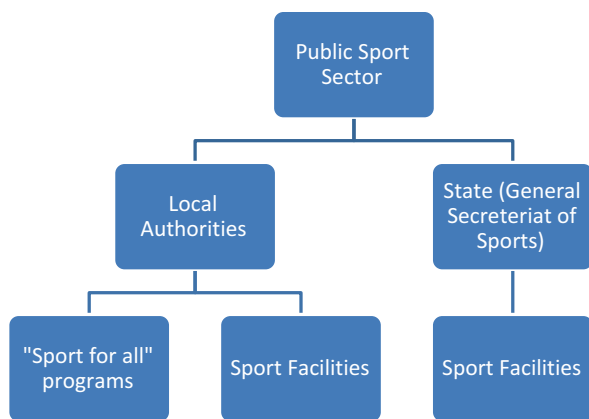 Public Sport
Sector
Local
Authorities
State (General
Secreteriat of
Sports)
"Sport for all"
programs
Sport Facilities
Sport Facilities